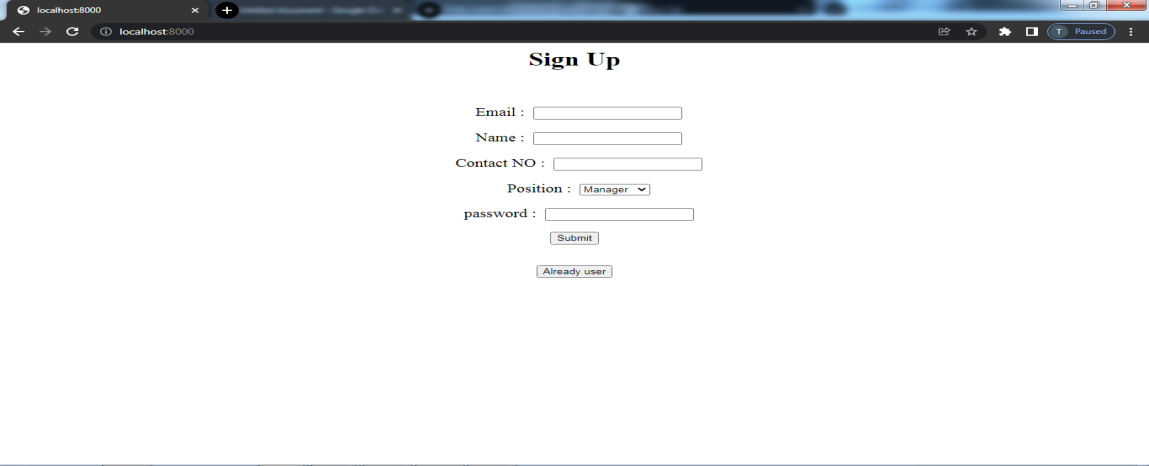 localhost:8000
localhost:8000
T Paused
Sign Up
Email :
Name :
Contact NO :
Position : Manager
password :
Submit
Already user